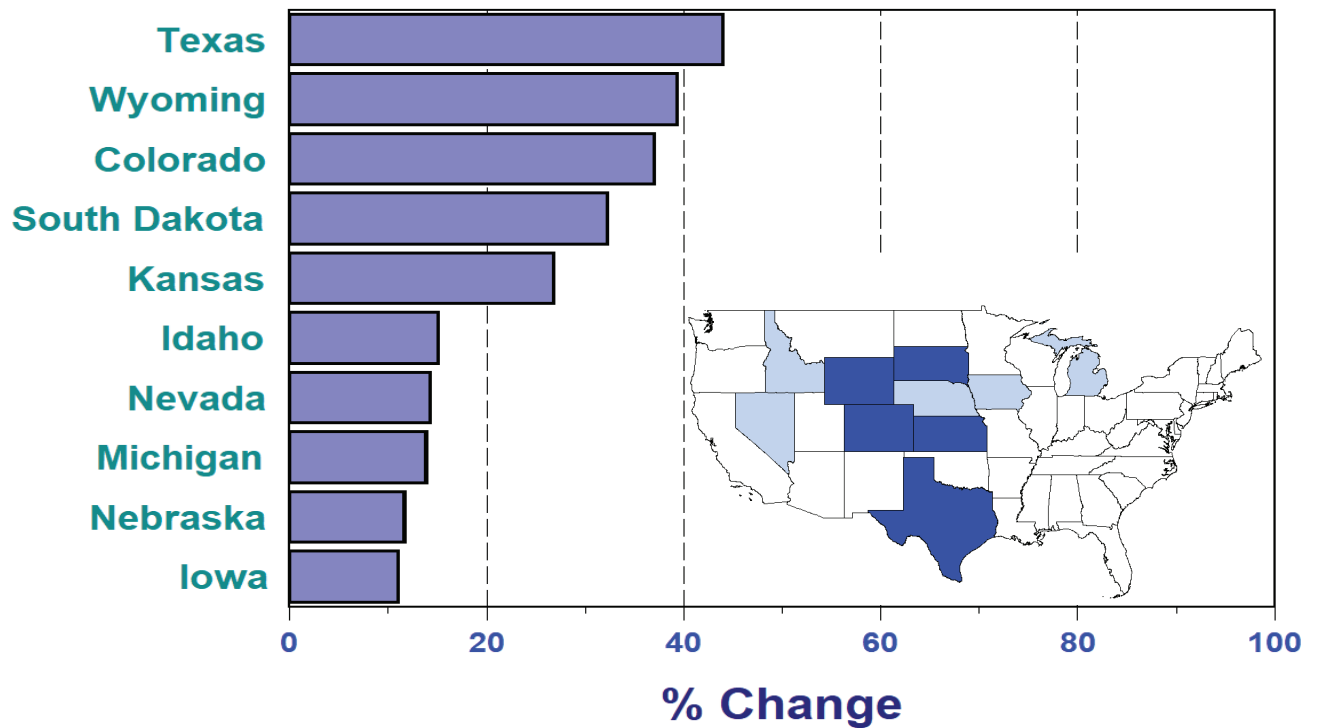 Texas
Wyoming
Colorado
South Dakota
Kansas
Idaho
Nevada
Michigan
Nebraska
Iowa
0 20 40 60 80 100
% Change